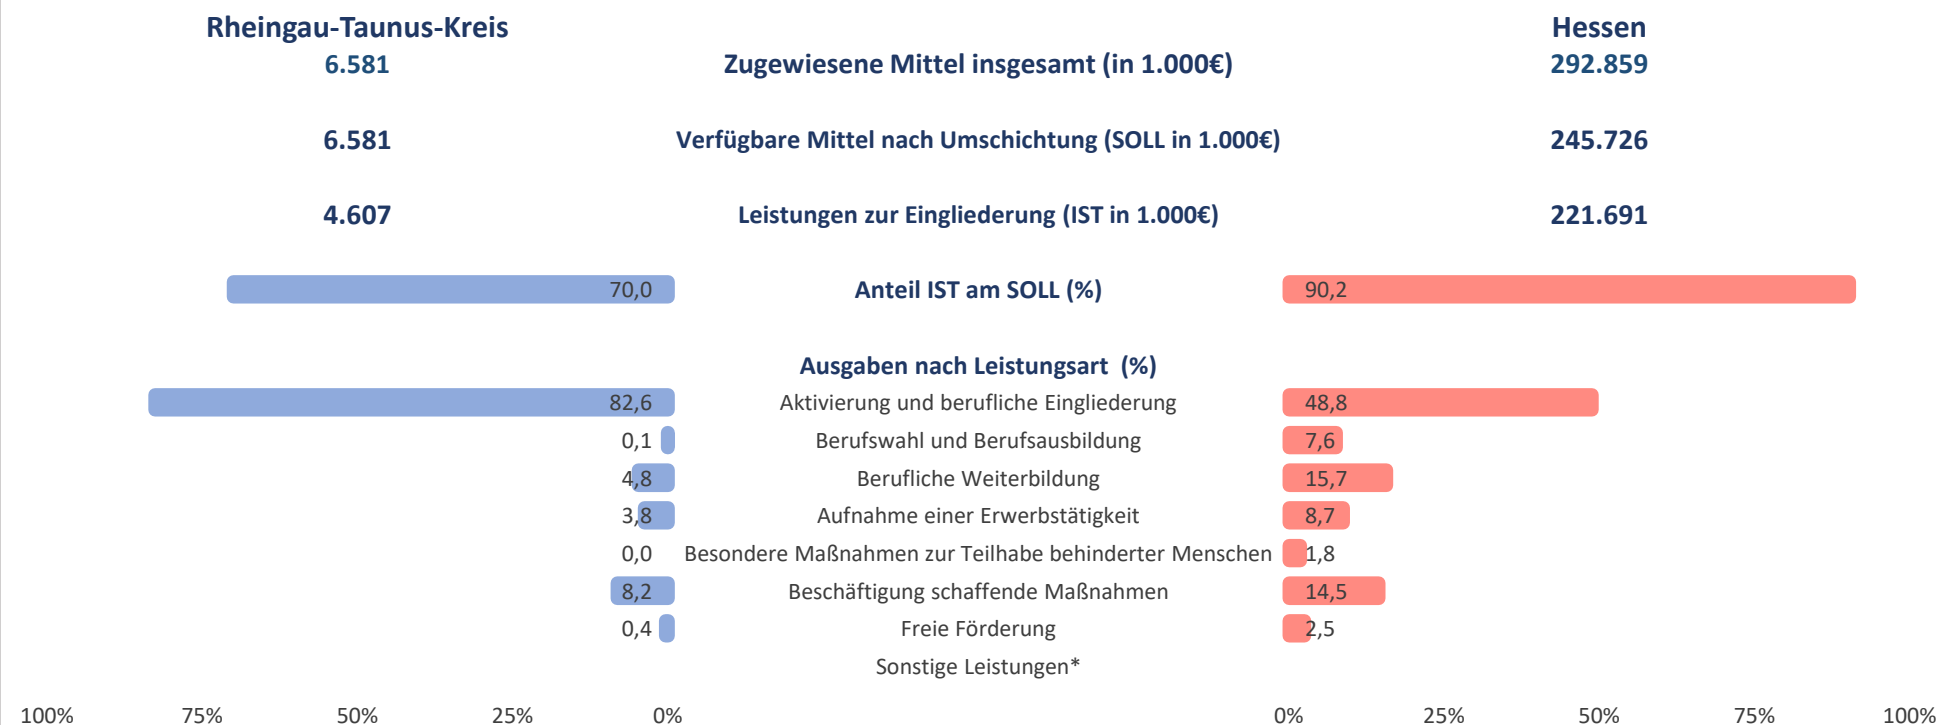 Rheingau-Taunus-Kreis Hessen
6.581 Zugewiesene Mittel insgesamt (in 1.000€) 292.859
6.581 Verfügbare Mittel nach Umschichtung (SOLL in 1.000€) 245.726
4.607 Leistungen zur Eingliederung (IST in 1.000€) 221.691
70,0 Anteil IST am SOLL (%) 90,2
Ausgaben nach Leistungsart (%)
82,6 Aktivierung und berufliche Eingliederung 48,8
0,1 Berufswahl und Berufsausbildung 7,6
4,8 Berufliche Weiterbildung 15,7
3,8 Aufnahme einer Erwerbstätigkeit 8,7
0,0 Besondere Maßnahmen zur Teilhabe behinderter Menschen 1,8
8,2 Beschäftigung schaffende Maßnahmen 14,5
0,4 Freie Förderung 2,5
Sonstige Leistungen*
100% 75% 50% 25% 0% 0% 25% 50% 75% 100%